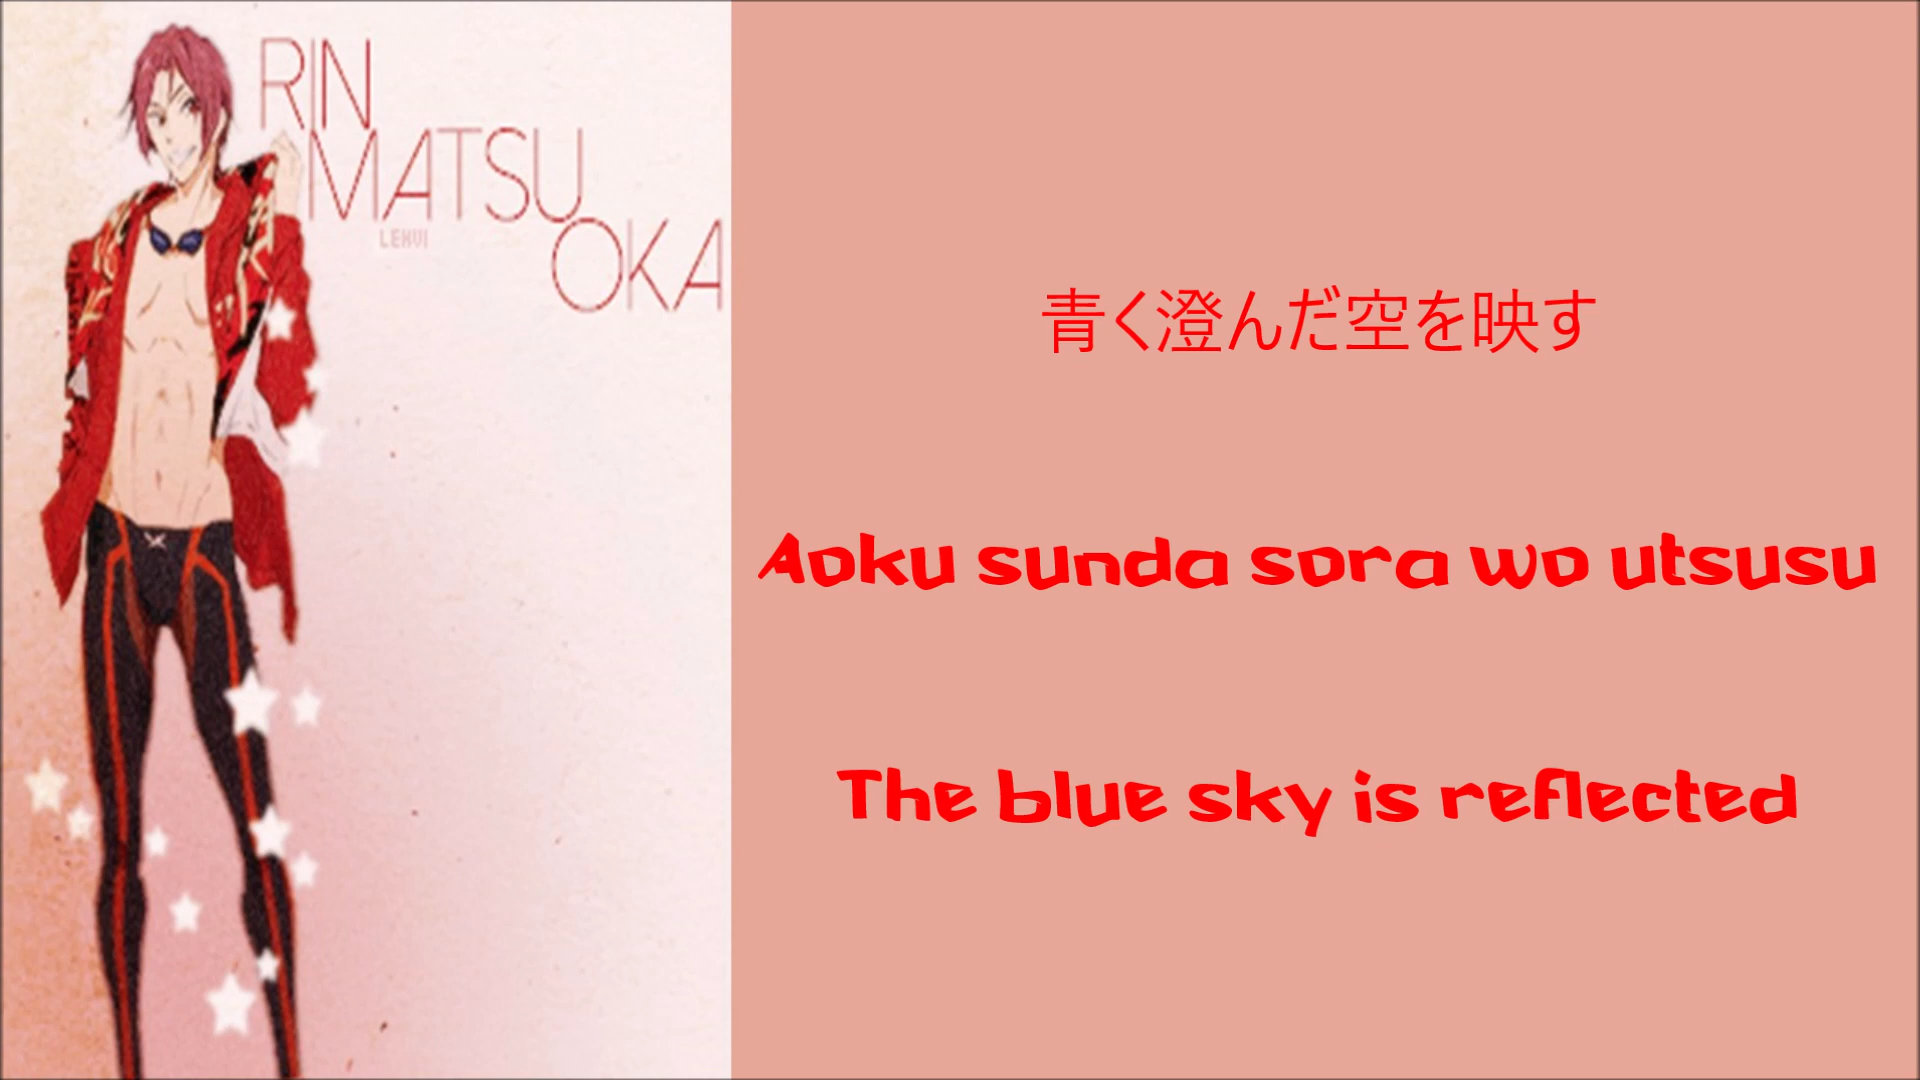 RIN
MATSU
OKA
LEHVI
青く澄んだ空を映す
Aoku sunda sora wo utsusu
The blue sky is reflected